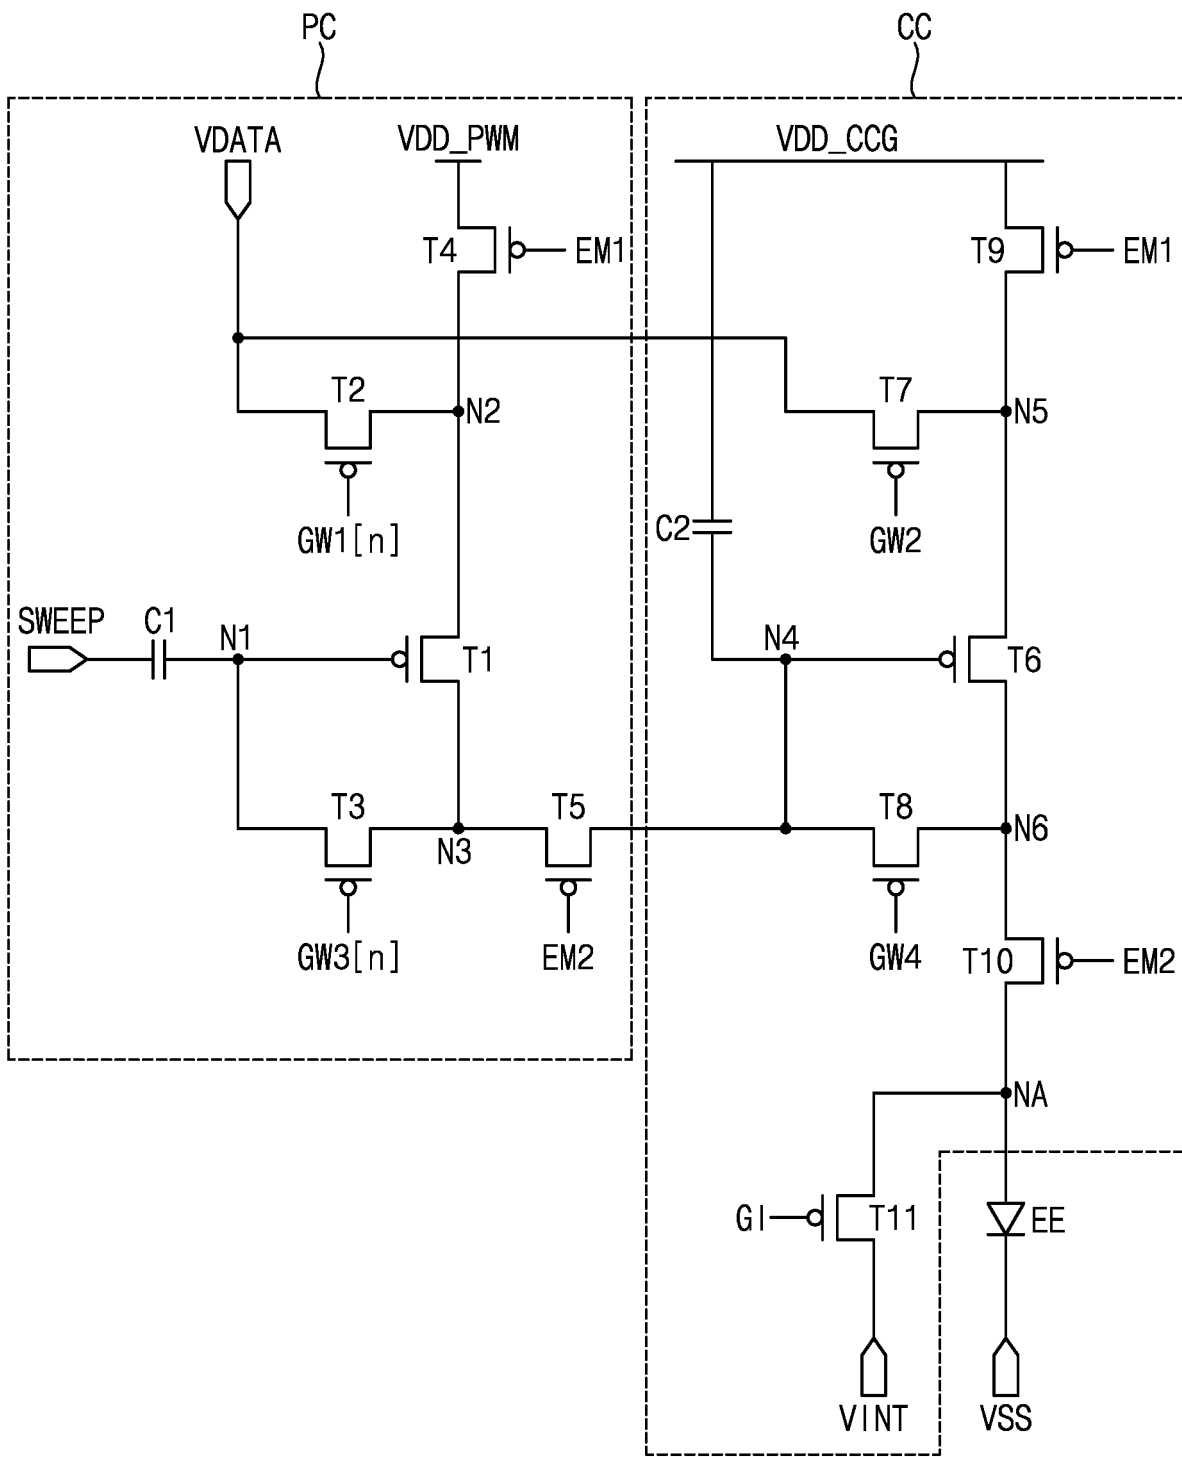 PC
CC
VDATA
VDD_PWM
VDD_CCG
T4
EM1
T9
EM1
T2
N2
T7
N5
GW1[n]
C2
GW2
SWEEP
C1
N1
T1
N4
T6
T3
T5
T8
N3
N6
GW3[n]
EM2
GW4
T10
EM2
NA
GI
T11
EE
VINT
VSS